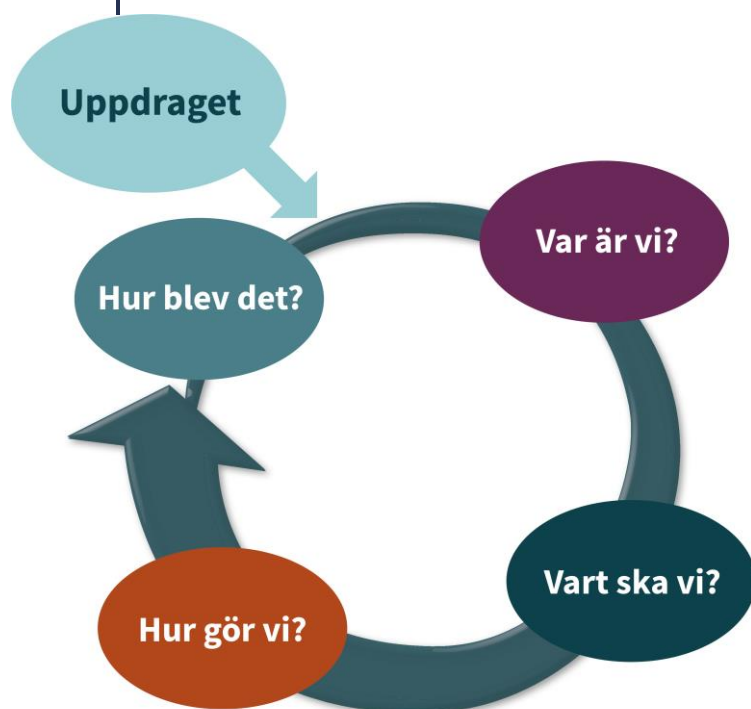 Uppdraget
Var är vi?
Hur blev det?
Vart ska vi?
Hur gör vi?